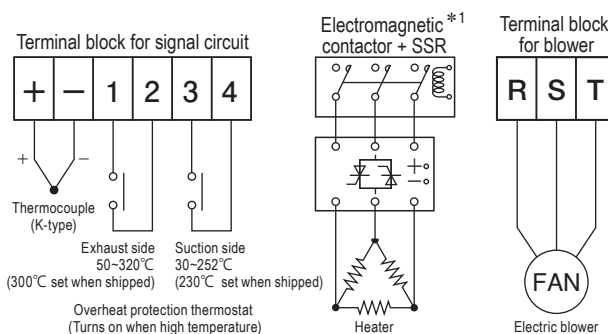 Terminal block for signal circuit
+ − 1 2 3 4
+ −
Thermocouple
(K-type)
Exhaust side
50~320℃
(300℃ set when shipped)
Suction side
30~252℃
(230℃ set when shipped)
Overheat protection thermostat
(Turns on when high temperature)
Electromagnetic *1
contactor + SSR
+
−
Heater
Terminal block
for blower
R S T
FAN
Electric blower